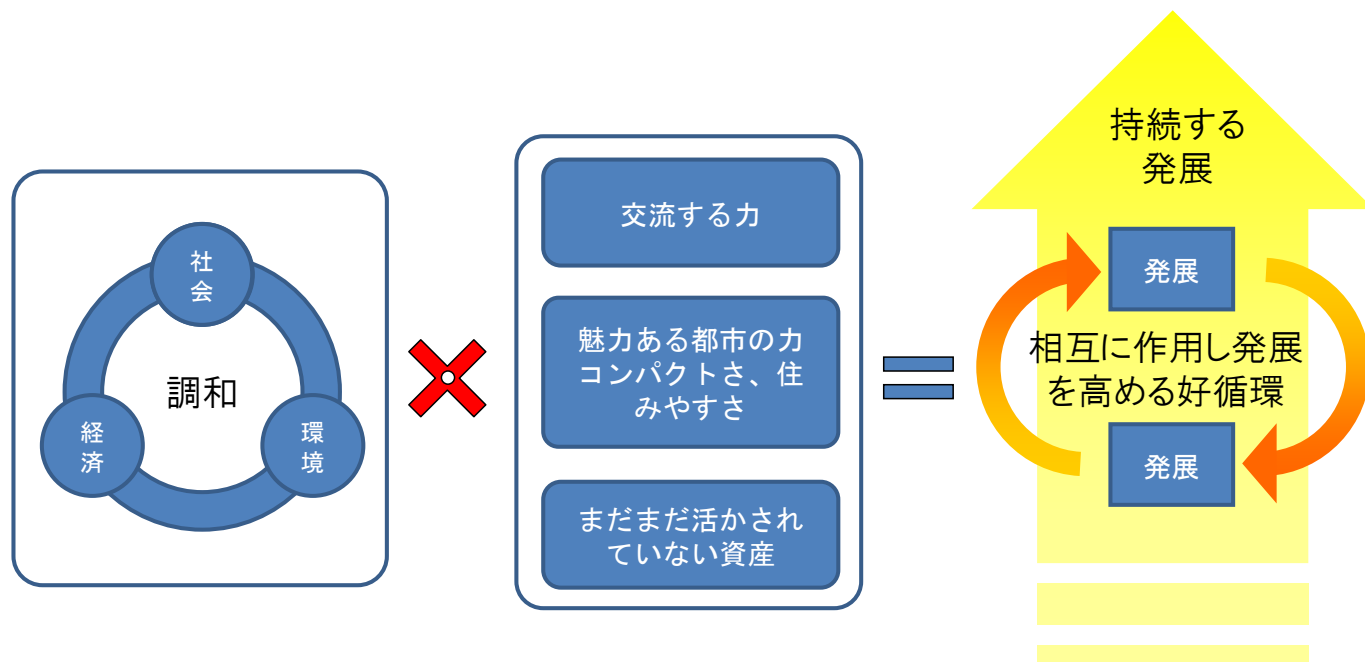 社
会
調和
経
済
環
境
交流する力
魅力ある都市の力
コンパクトさ、住
みやすさ
まだまだ活かされ
ていない資産
持続する
発展
発展
相互に作用し発展
を高める好循環
発展